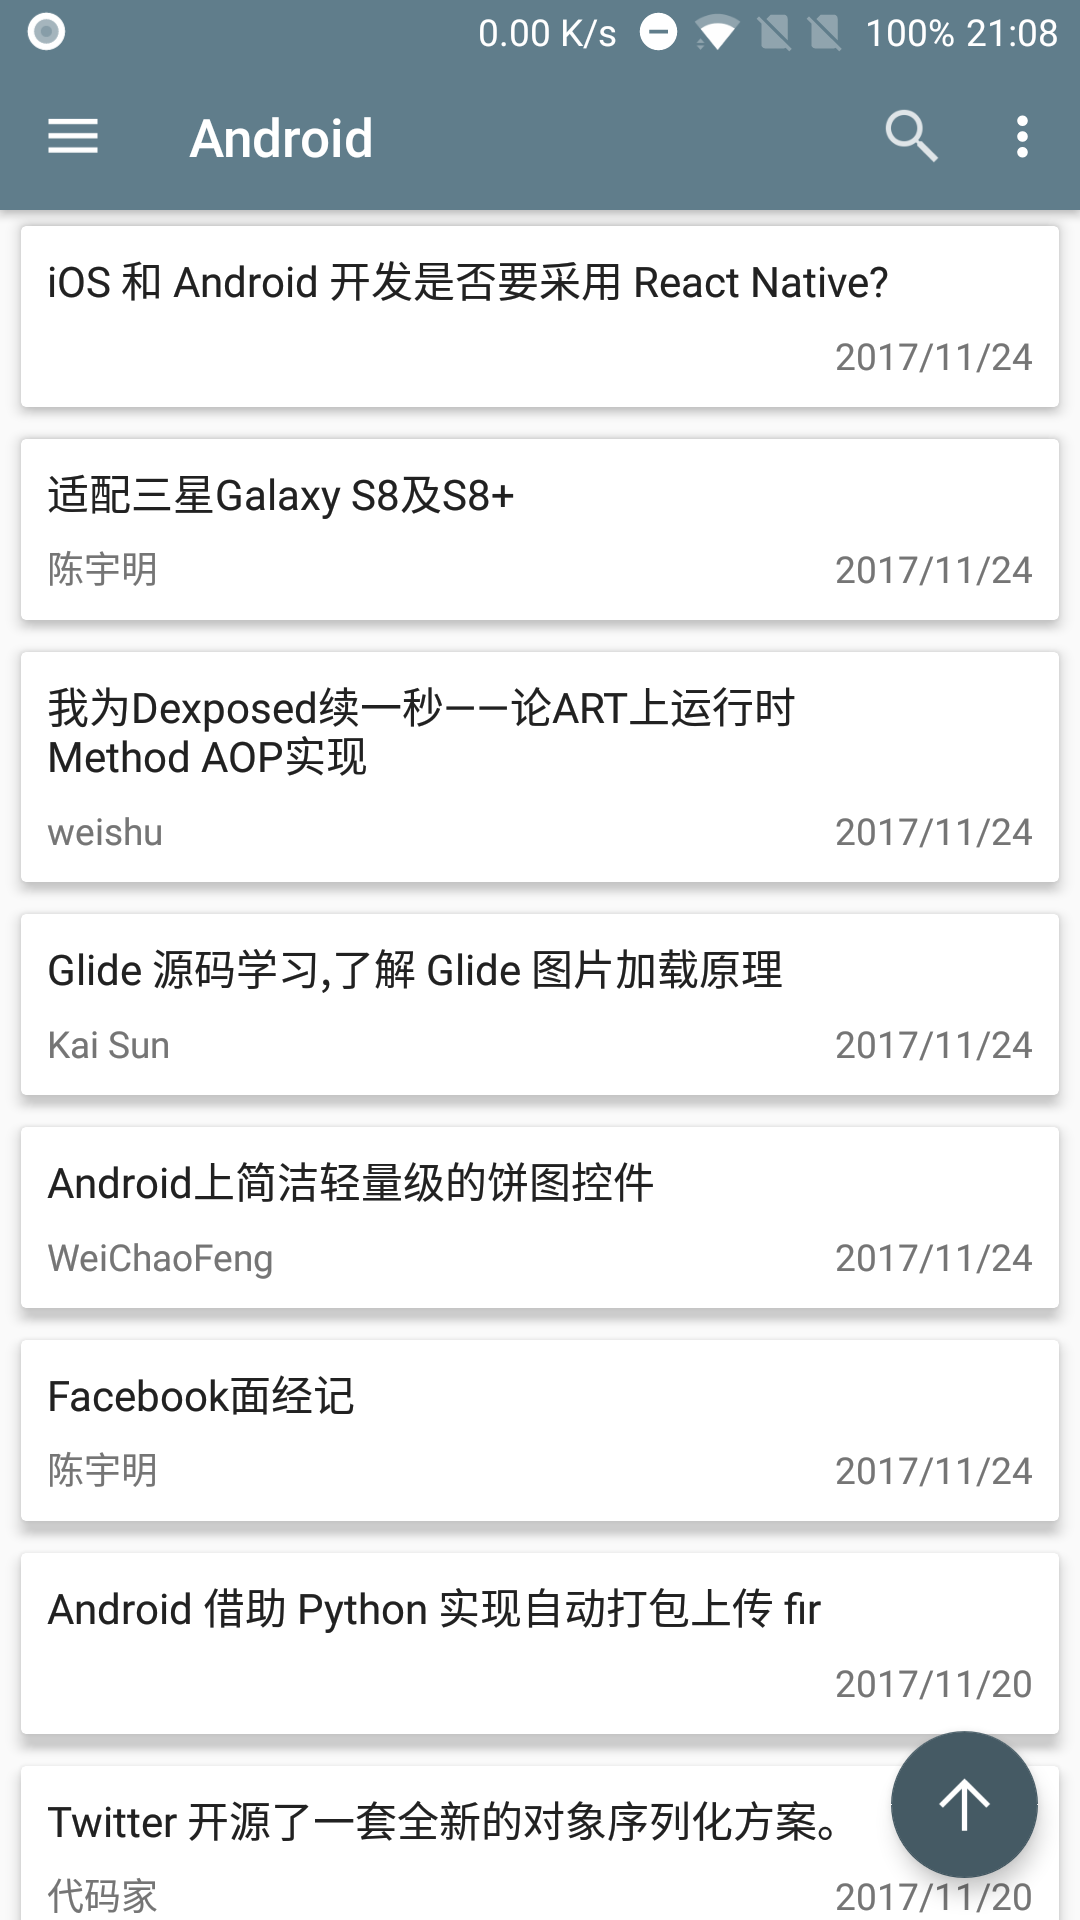 0.00 K/s 100% 21:08
Android
iOS 和 Android 开发是否要采用 React Native?
2017/11/24
适配三星Galaxy S8及S8+
陈宇明 2017/11/24
我为Dexposed续一秒——论ART上运行时
Method AOP实现
weishu 2017/11/24
Glide 源码学习,了解 Glide 图片加载原理
Kai Sun 2017/11/24
Android上简洁轻量级的饼图控件
WeiChaoFeng 2017/11/24
Facebook面经记
陈宇明 2017/11/24
Android 借助 Python 实现自动打包上传 fir
2017/11/20
Twitter 开源了一套全新的对象序列化方案。
代码家 2017/11/20